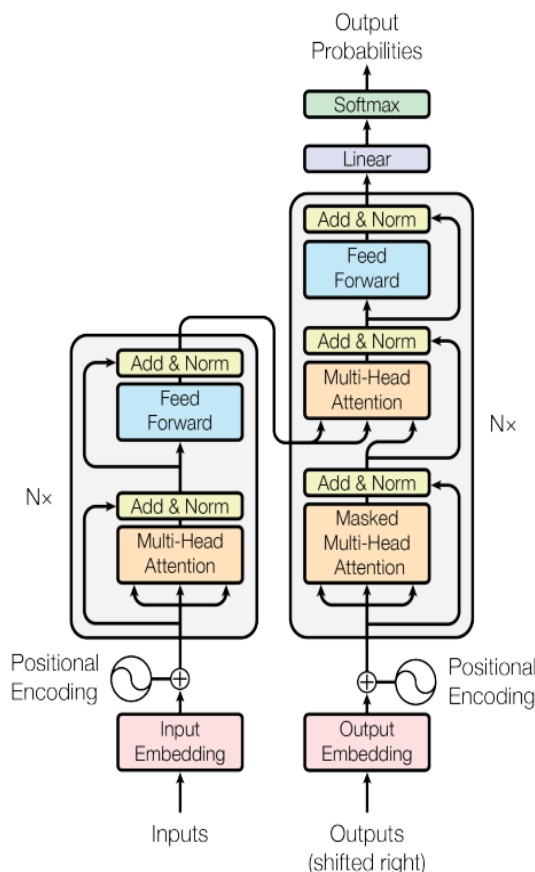 Output
Probabilities
Softmax
Linear
Add & Norm
Feed
Forward
Add & Norm
Multi-Head
Attention
N×
Add & Norm
Masked
Multi-Head
Attention
Add & Norm
Feed
Forward
N×
Add & Norm
Multi-Head
Attention
Positional
Encoding
Positional
Encoding
Input
Embedding
Output
Embedding
Inputs
Outputs
(shifted right)